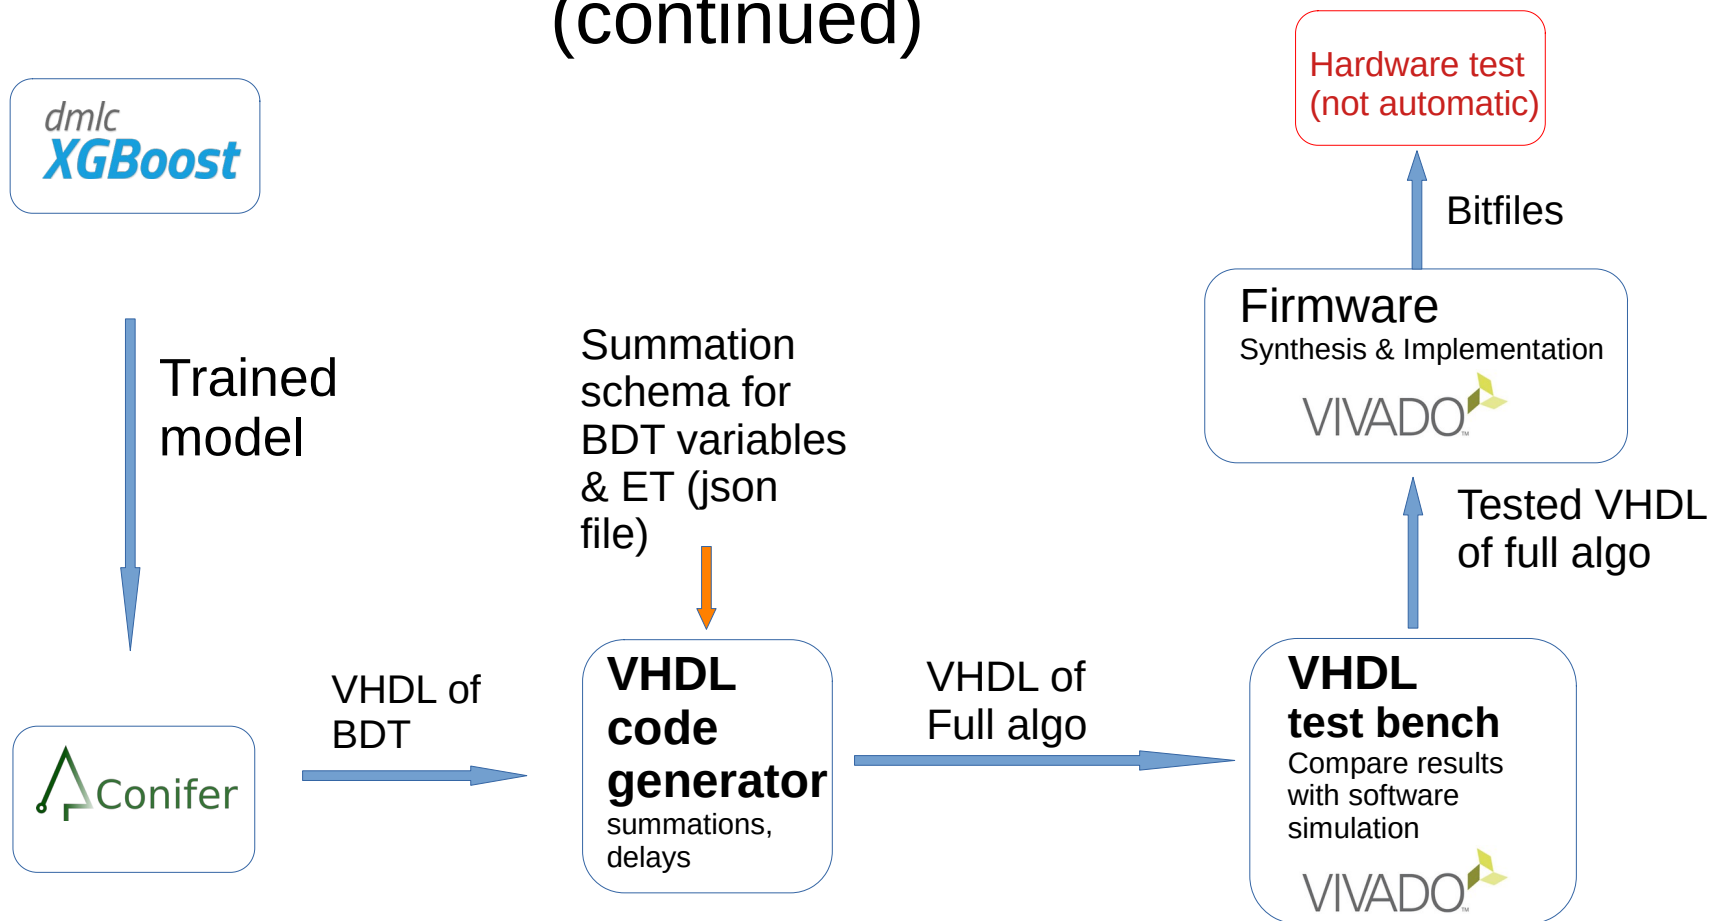 (continued)
dmlc
XGBoost
Trained
model
Conifer
VHDL of
BDT
Summation
schema for
BDT variables
& ET (json
file)
VHDL
code
generator
summations,
delays
VHDL of
Full algo
VHDL
test bench
Compare results
with software
simulation
VIVADO™
Tested VHDL
of full algo
Firmware
Synthesis & Implementation
VIVADO™
Bitfiles
Hardware test
(not automatic)